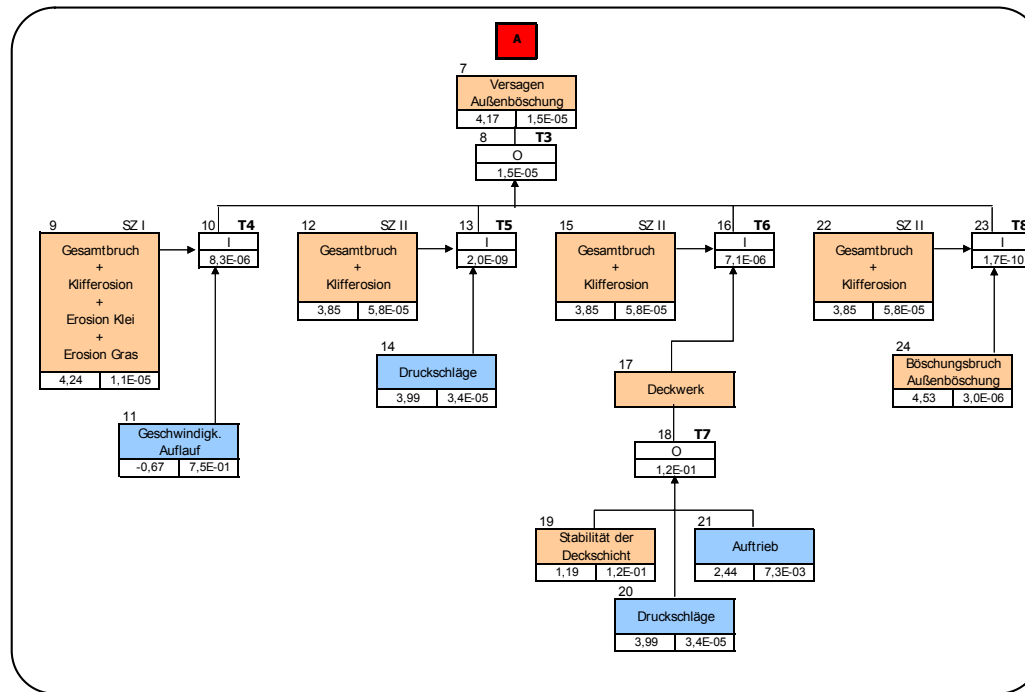 A
7
Versagen
Außenböschung
4,17 1,5E-05
8 T3
O
1,5E-05
9 SZ I
Gesamtbruch
+
Klifferosion
+
Erosion Klei
+
Erosion Gras
4,24 1,1E-05
10 T4
I
8,3E-06
11
Geschwindigk.
Auflauf
-0,67 7,5E-01
12 SZ II
Gesamtbruch
+
Klifferosion
3,85 5,8E-05
13 T5
I
2,0E-09
14
Druckschläge
3,99 3,4E-05
15 SZ II
Gesamtbruch
+
Klifferosion
3,85 5,8E-05
16 T6
I
7,1E-06
17
Deckwerk
18 T7
O
1,2E-01
19
Stabilität der
Deckschicht
1,19 1,2E-01
20
Druckschläge
3,99 3,4E-05
21
Auftrieb
2,44 7,3E-03
22 SZ II
Gesamtbruch
+
Klifferosion
3,85 5,8E-05
23 T8
I
1,7E-10
24
Böschungsbruch
Außenböschung
4,53 3,0E-06